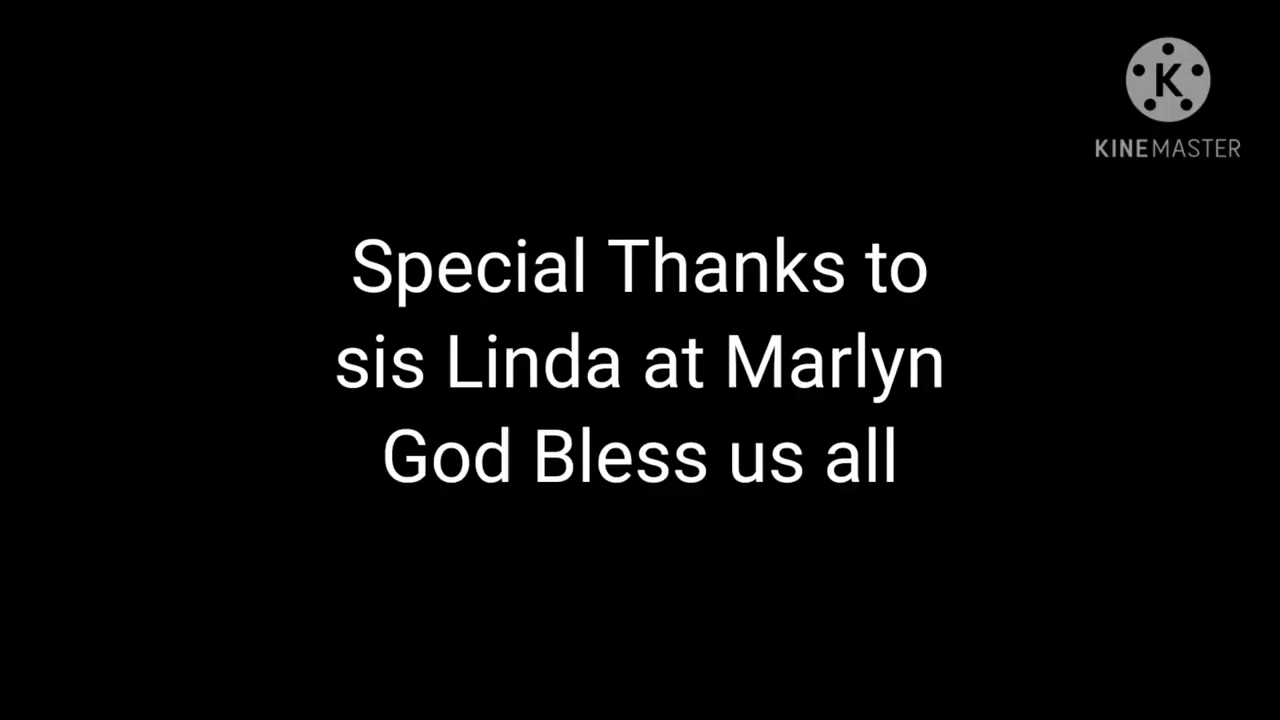 K
KINEMASTER
Special Thanks to
sis Linda at Marlyn
God Bless us all